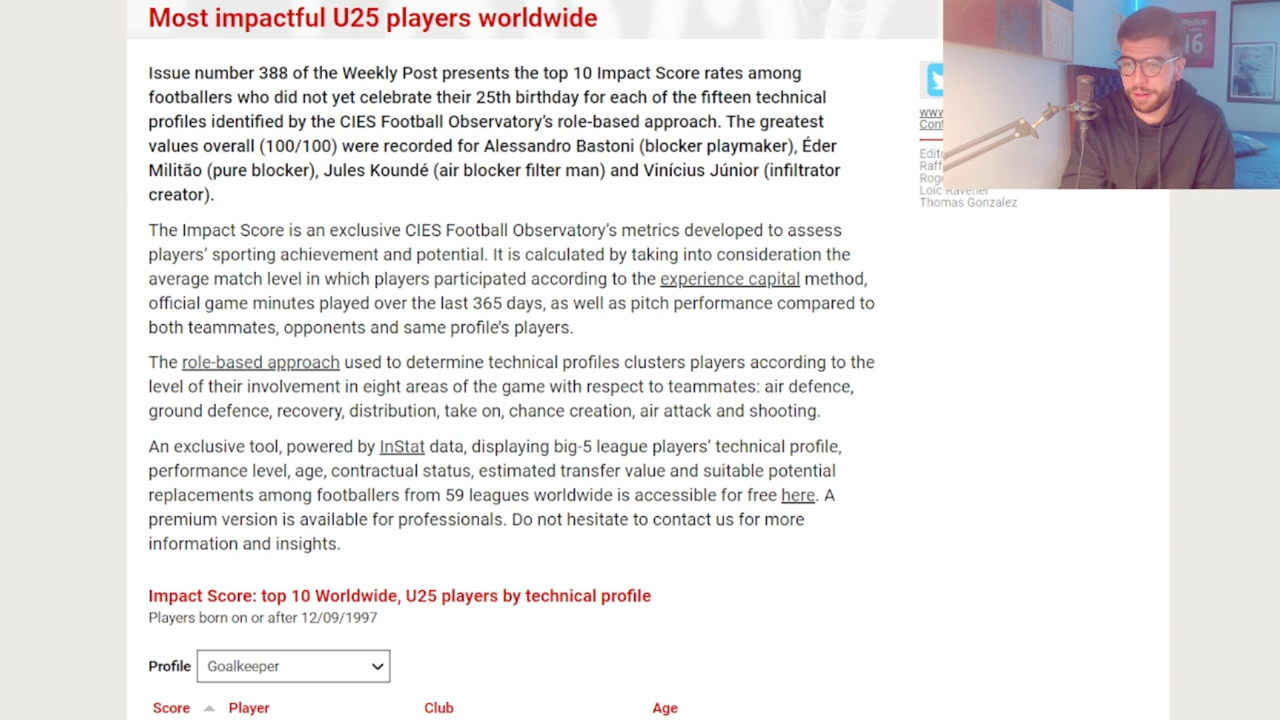 Most impactful U25 players worldwide
Issue number 388 of the Weekly Post presents the top 10 Impact Score rates among
footballers who did not yet celebrate their 25th birthday for each of the fifteen technical
profiles identified by the CIES Football Observatory's role-based approach. The greatest
values overall (100/100) were recorded for Alessandro Bastoni (blocker playmaker), Éder
Militão (pure blocker), Jules Koundé (air blocker filter man) and Vinícius Júnior (infiltrator
creator).
The Impact Score is an exclusive CIES Football Observatory's metrics developed to assess
players' sporting achievement and potential. It is calculated by taking into consideration the
average match level in which players participated according to the experience capital method,
official game minutes played over the last 365 days, as well as pitch performance compared to
both teammates, opponents and same profile's players.
The role-based approach used to determine technical profiles clusters players according to the
level of their involvement in eight areas of the game with respect to teammates: air defence,
ground defence, recovery, distribution, take on, chance creation, air attack and shooting.
An exclusive tool, powered by InStat data, displaying big-5 league players' technical profile,
performance level, age, contractual status, estimated transfer value and suitable potential
replacements among footballers from 59 leagues worldwide is accessible for free here. A
premium version is available for professionals. Do not hesitate to contact us for more
information and insights.
Impact Score: top 10 Worldwide, U25 players by technical profile
Players born on or after 12/09/1997
Profile Goalkeeper
Score Player Club Age
www
Cont
Edite
Raff
Roge
Loïc Ravenel
Thomas Gonzalez
Philco
16